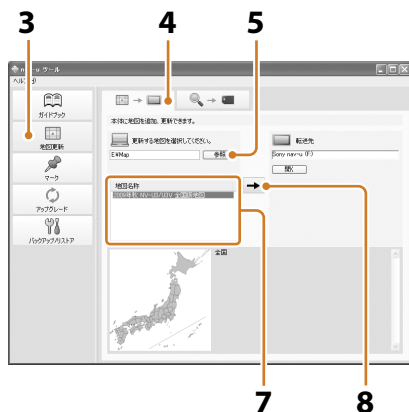 3
4
5
nav-u ツール
ヘルプ(H)
ガイドブック
地図更新
マーク
アップグレード
バックアップ/リストア
本体に地図を追加、更新できます。
更新する地図を選択してください。
E:¥Map
参照
転送先
Sony nav-u (F:)
開く
地図名称
全国
7
8